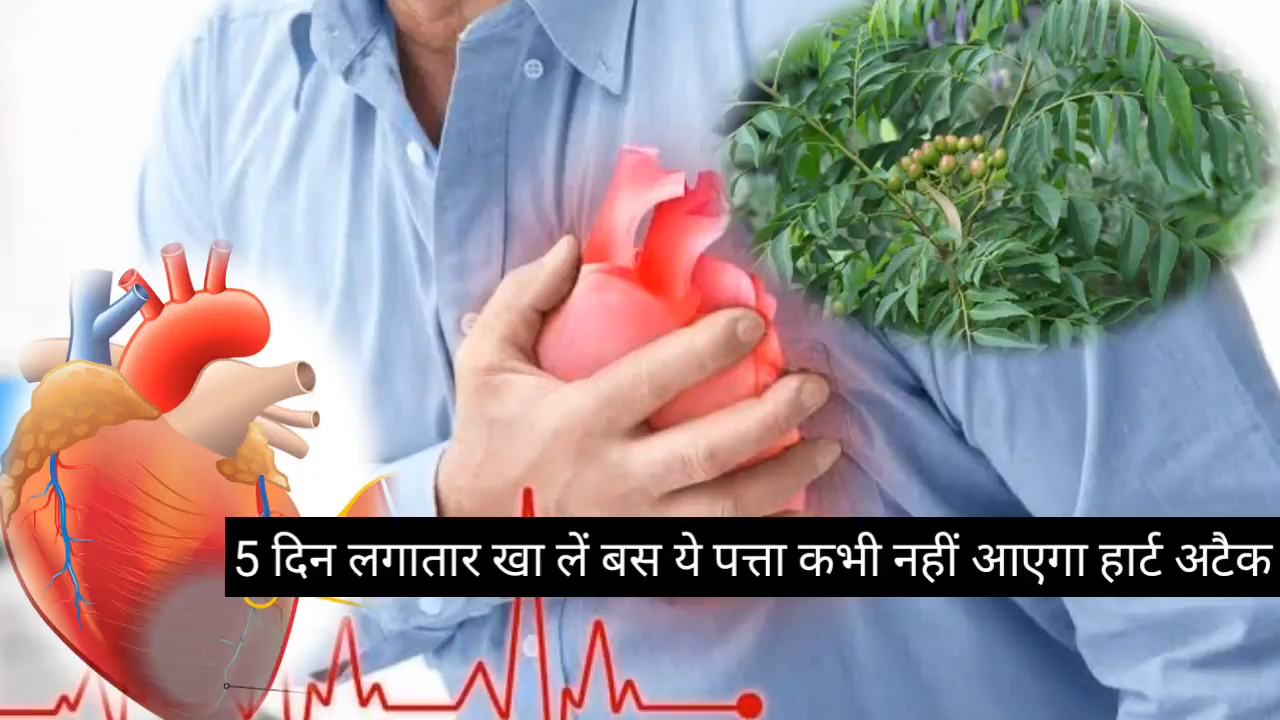 5 दिन लगातार खा लें बस ये पत्ता कभी नहीं आएगा हार्ट अटैक